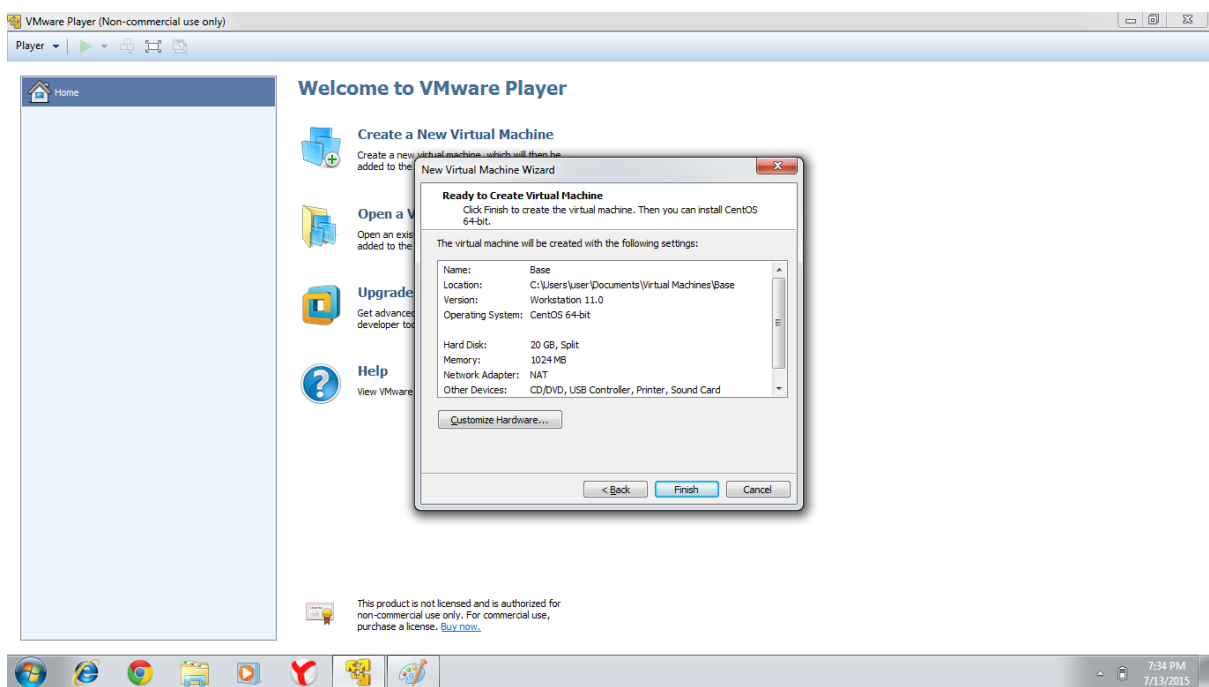 VMware Player (Non-commercial use only)
Player
Home
Welcome to VMware Player
Create a New Virtual Machine
Create a new virtual machine, which will then be
added to the
Open a V
Open an exis
added to the
Upgrade
Get advanced
developer too
Help
View VMware
New Virtual Machine Wizard
Ready to Create Virtual Machine
Click Finish to create the virtual machine. Then you can install CentOS
64-bit.
The virtual machine will be created with the following settings:
Name: Base
Location: C:\Users\user\Documents\Virtual Machines\Base
Version: Workstation 11.0
Operating System: CentOS 64-bit
Hard Disk: 20 GB, Split
Memory: 1024 MB
Network Adapter: NAT
Other Devices: CD/DVD, USB Controller, Printer, Sound Card
Customize Hardware...
< Back Finish Cancel
This product is not licensed and is authorized for
non-commercial use only. For commercial use,
purchase a license. Buy now.
7:34 PM
7/13/2015